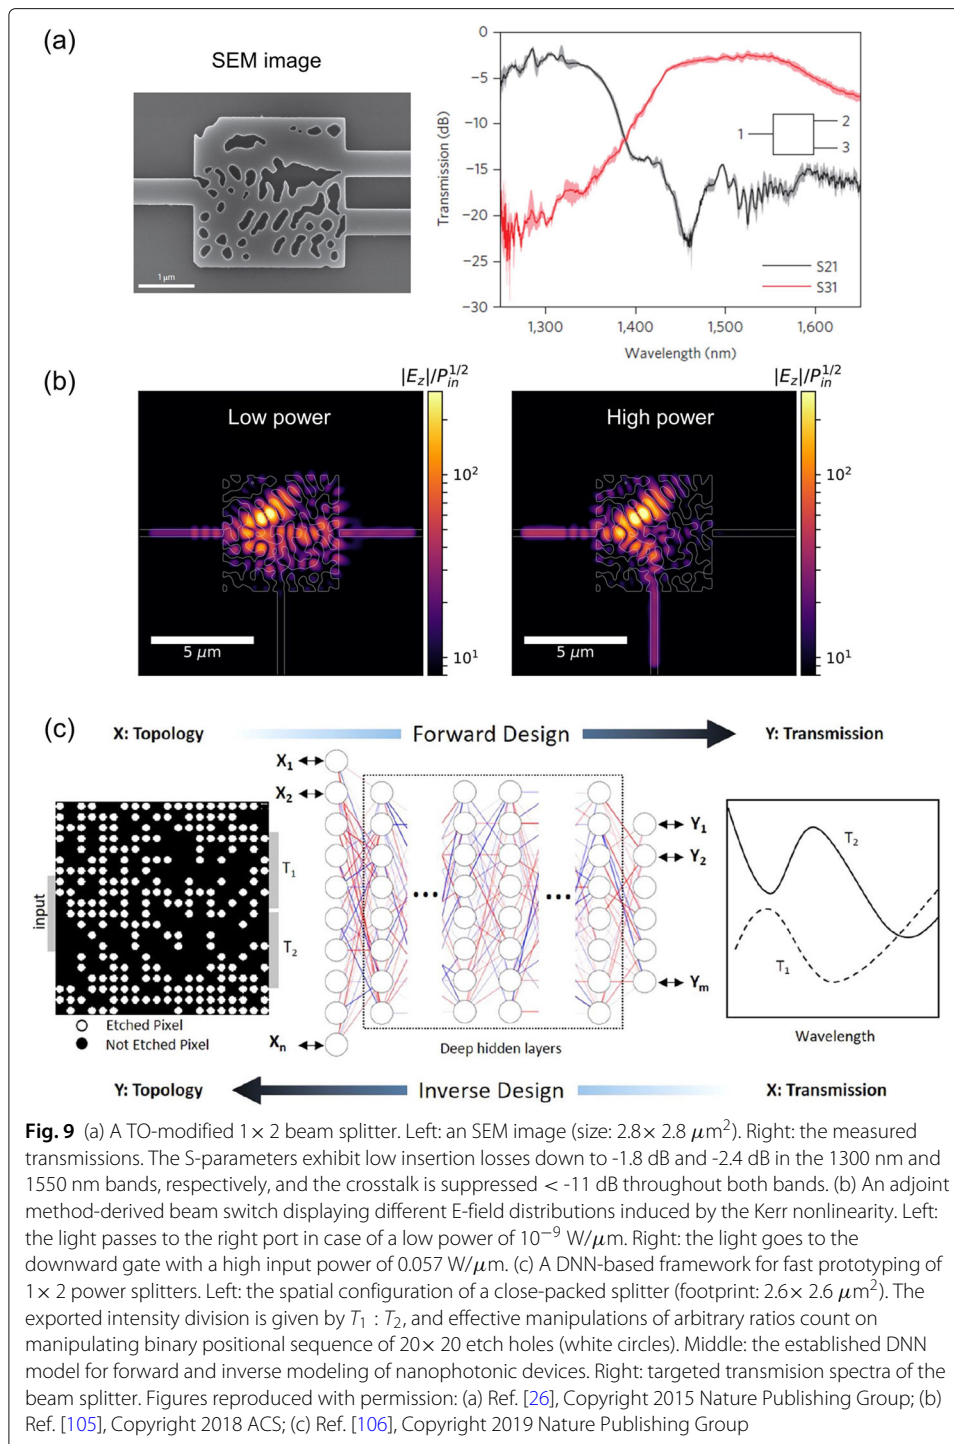 (a)
SEM image
1 μm
0
−5
−10
−15
−20
−25
−30
Transmission (dB)
1
2
3
S21
S31
1,300
1,400
1,500
1,600
Wavelength (nm)
(b)
|E_z|/P_in^{1/2}
|E_z|/P_in^{1/2}
Low power
High power
10²
10²
5 μm
10¹
5 μm
10¹
(c)
X: Topology
Forward Design
Y: Transmission
X₁
X₂
Y₁
Y₂
Y_m
X_n
input
T₁
T₂
...
...
T₂
T₁
Etched Pixel
Not Etched Pixel
Deep hidden layers
Wavelength
Y: Topology
Inverse Design
X: Transmission
Fig. 9 (a) A TO-modified 1× 2 beam splitter. Left: an SEM image (size: 2.8× 2.8 μm²). Right: the measured
transmissions. The S-parameters exhibit low insertion losses down to -1.8 dB and -2.4 dB in the 1300 nm and
1550 nm bands, respectively, and the crosstalk is suppressed < -11 dB throughout both bands. (b) An adjoint
method-derived beam switch displaying different E-field distributions induced by the Kerr nonlinearity. Left:
the light passes to the right port in case of a low power of 10⁻⁹ W/μm. Right: the light goes to the
downward gate with a high input power of 0.057 W/μm. (c) A DNN-based framework for fast prototyping of
1× 2 power splitters. Left: the spatial configuration of a close-packed splitter (footprint: 2.6× 2.6 μm²). The
exported intensity division is given by T₁ : T₂, and effective manipulations of arbitrary ratios count on
manipulating binary positional sequence of 20× 20 etch holes (white circles). Middle: the established DNN
model for forward and inverse modeling of nanophotonic devices. Right: targeted transmision spectra of the
beam splitter. Figures reproduced with permission: (a) Ref. [26], Copyright 2015 Nature Publishing Group; (b)
Ref. [105], Copyright 2018 ACS; (c) Ref. [106], Copyright 2019 Nature Publishing Group